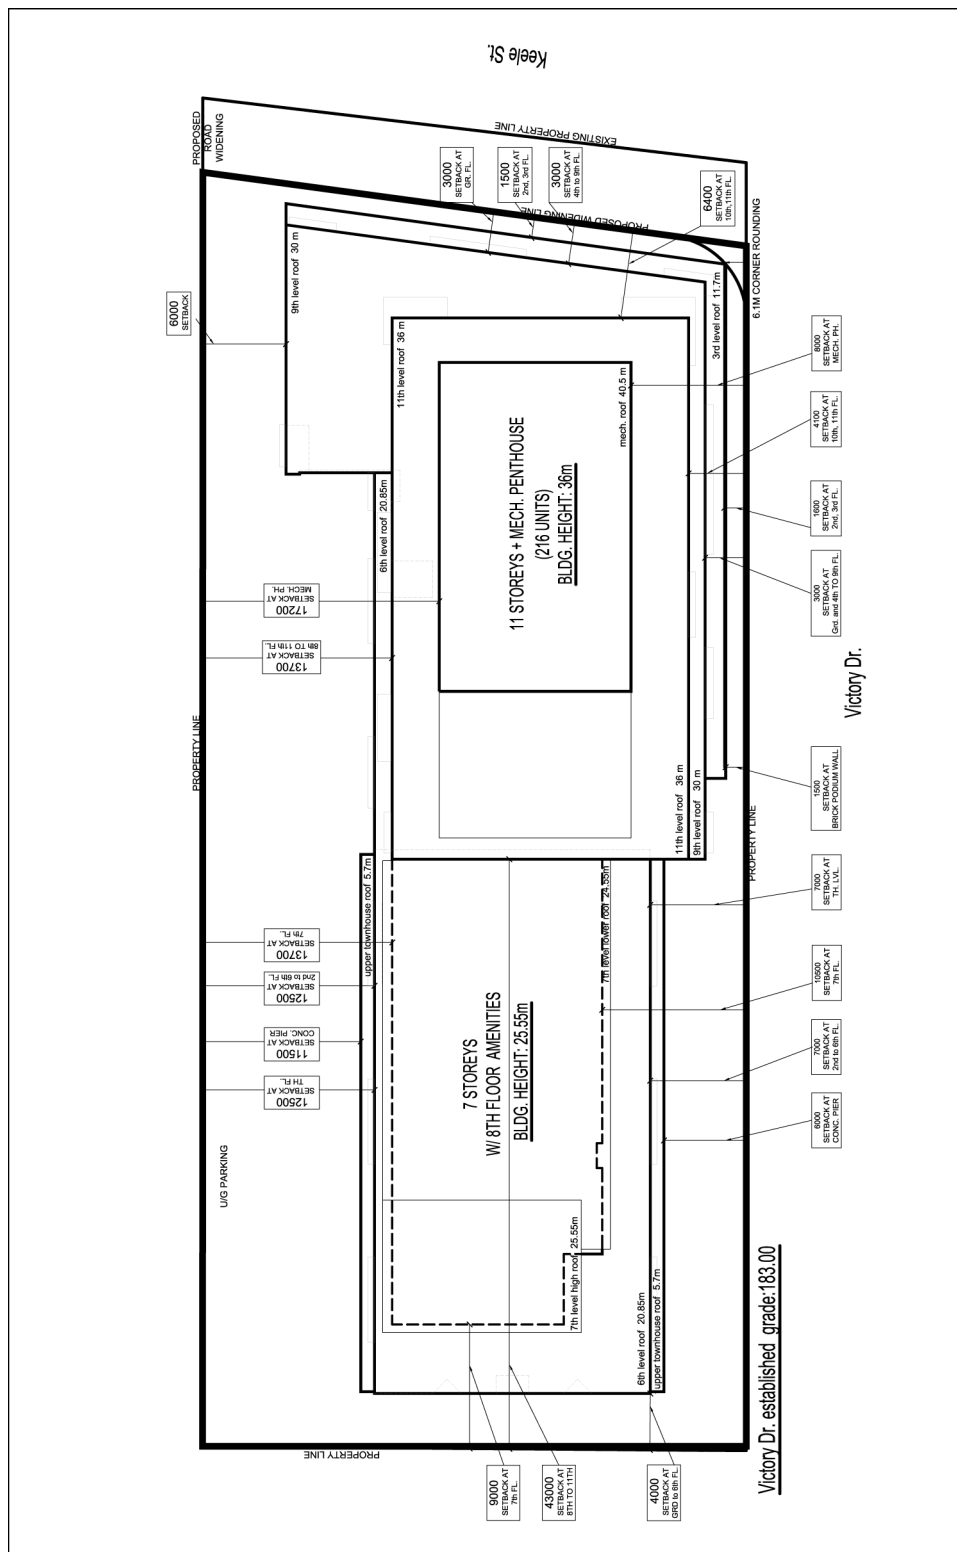 Keele St.
PROPOSED
ROAD
WIDENING
EXISTING PROPERTY LINE
3000
SETBACK AT
GR. FL.
1500
SETBACK AT
2nd, 3rd FL.
3000
SETBACK AT
4th to 9th FL.
6400
SETBACK AT
10th,11th FL.
PROPOSED WIDENING LINE
6.1M CORNER ROUNDING
6000
SETBACK
9th level roof 30 m
3rd level roof 11.7m
11th level roof 36 m
mech. roof 40.5 m
8000
SETBACK AT
MECH. PH.
4100
SETBACK AT
10th, 11th FL.
1600
SETBACK AT
2nd, 3rd FL.
3000
SETBACK AT
Grd. and 4th TO 9th FL.
6th level roof 20.85m
11 STOREYS + MECH. PENTHOUSE
(216 UNITS)
BLDG. HEIGHT: 36m
17200
SETBACK AT
MECH. PH.
13700
SETBACK AT
8th TO 11th FL.
Victory Dr.
PROPERTY LINE
11th level roof 36 m
9th level roof 30 m
1500
SETBACK AT
BRICK PODIUM WALL
PROPERTY LINE
upper townhouse roof 5.7m
7th level lower roof 24.55m
7000
SETBACK AT
TH. LVL.
13700
SETBACK AT
7th FL.
12500
SETBACK AT
2nd to 6th FL.
11500
SETBACK AT
CONC. PIER
12500
SETBACK AT
TH FL.
10500
SETBACK AT
7th FL.
7000
SETBACK AT
2nd to 6th FL.
6000
SETBACK AT
CONC. PIER
7 STOREYS
W/ 8TH FLOOR AMENITIES
BLDG. HEIGHT: 25.55m
U/G PARKING
7th level high roof 25.55m
6th level roof 20.85m
upper townhouse roof 5.7m
Victory Dr. established grade:183.00
PROPERTY LINE
9000
SETBACK AT
7th FL.
43000
SETBACK AT
8TH TO 11TH
4000
SETBACK AT
GRD to 6th FL.